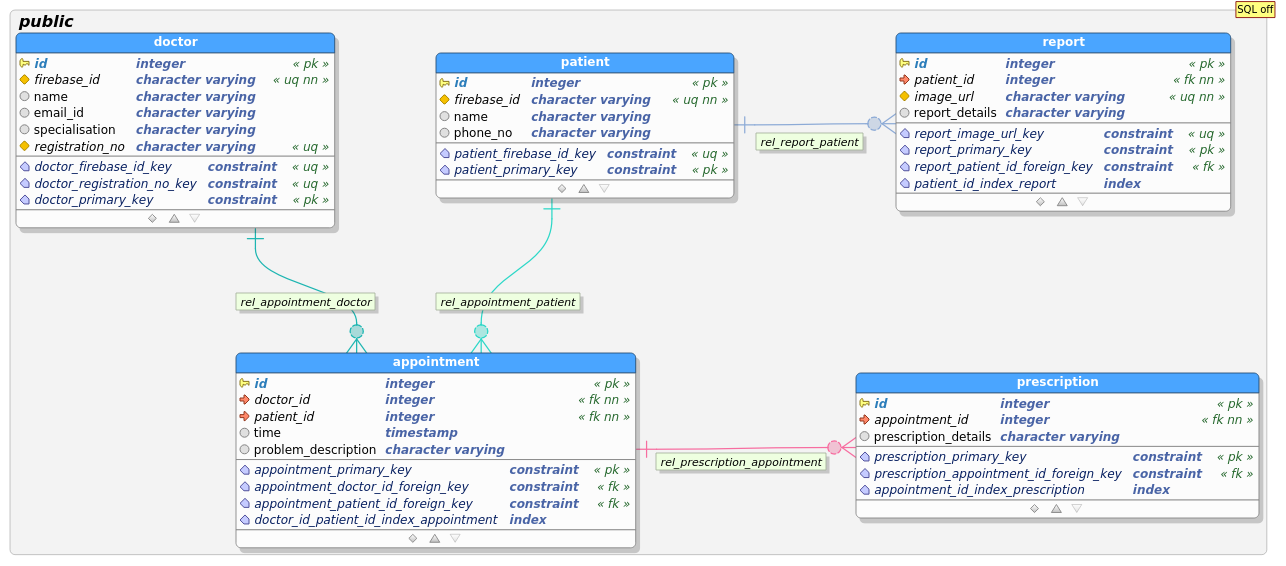 SQL off
public
doctor
id integer « pk »
firebase_id character varying « uq nn »
name character varying
email_id character varying
specialisation character varying
registration_no character varying « uq »
doctor_firebase_id_key constraint « uq »
doctor_registration_no_key constraint « uq »
doctor_primary_key constraint « pk »
patient
id integer « pk »
firebase_id character varying « uq nn »
name character varying
phone_no character varying
patient_firebase_id_key constraint « uq »
patient_primary_key constraint « pk »
report
id integer « pk »
patient_id integer « fk nn »
image_url character varying « uq nn »
report_details character varying
report_image_url_key constraint « uq »
report_primary_key constraint « pk »
report_patient_id_foreign_key constraint « fk »
patient_id_index_report index
rel_report_patient
rel_appointment_doctor
rel_appointment_patient
appointment
id integer « pk »
doctor_id integer « fk nn »
patient_id integer « fk nn »
time timestamp
problem_description character varying
appointment_primary_key constraint « pk »
appointment_doctor_id_foreign_key constraint « fk »
appointment_patient_id_foreign_key constraint « fk »
doctor_id_patient_id_index_appointment index
rel_prescription_appointment
prescription
id integer « pk »
appointment_id integer « fk nn »
prescription_details character varying
prescription_primary_key constraint « pk »
prescription_appointment_id_foreign_key constraint « fk »
appointment_id_index_prescription index